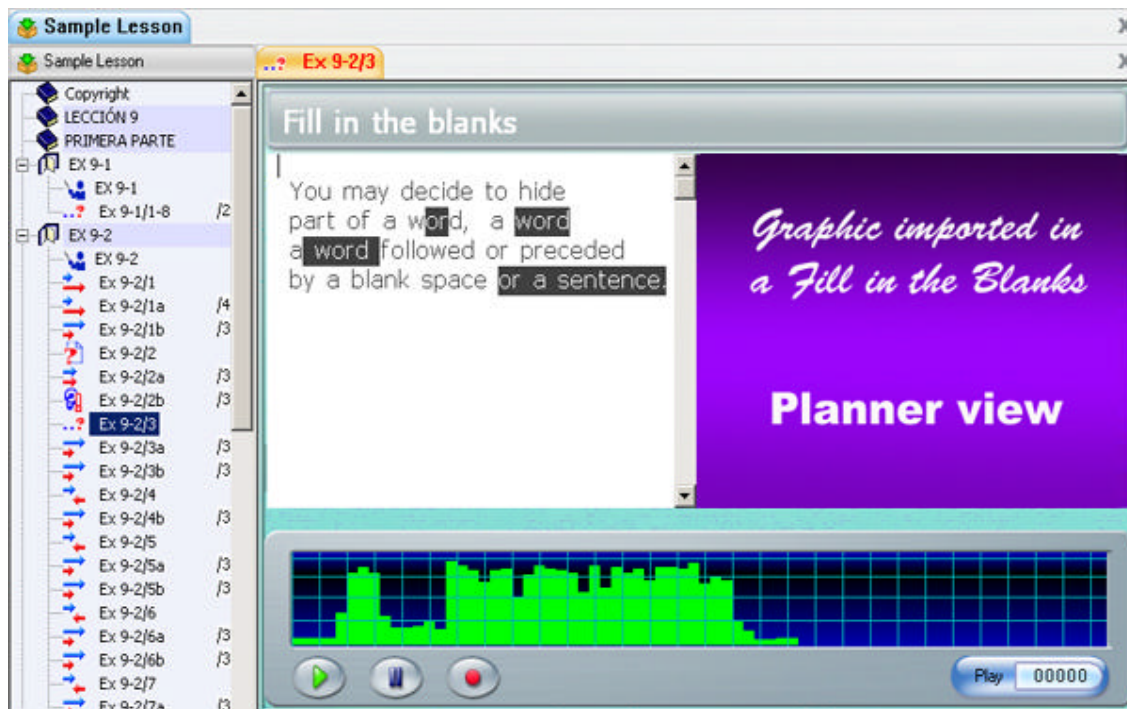 Sample Lesson
Sample Lesson
Ex 9-2/3
Copyright
LECCIÓN 9
PRIMERA PARTE
EX 9-1
EX 9-1
Ex 9-1/1-8 /2
EX 9-2
EX 9-2
Ex 9-2/1
Ex 9-2/1a /4
Ex 9-2/1b /3
Ex 9-2/2
Ex 9-2/2a /3
Ex 9-2/2b /3
Ex 9-2/3
Ex 9-2/3a /3
Ex 9-2/3b /3
Ex 9-2/4
Ex 9-2/4b /3
Ex 9-2/5
Ex 9-2/5a /3
Ex 9-2/5b /3
Ex 9-2/6
Ex 9-2/6a /3
Ex 9-2/6b /3
Ex 9-2/7
Ex 9-2/7a /3
Fill in the blanks
You may decide to hide
part of a word, a word
a word followed or preceded
by a blank space or a sentence.
Graphic imported in
a Fill in the Blanks
Planner view
Play 00000